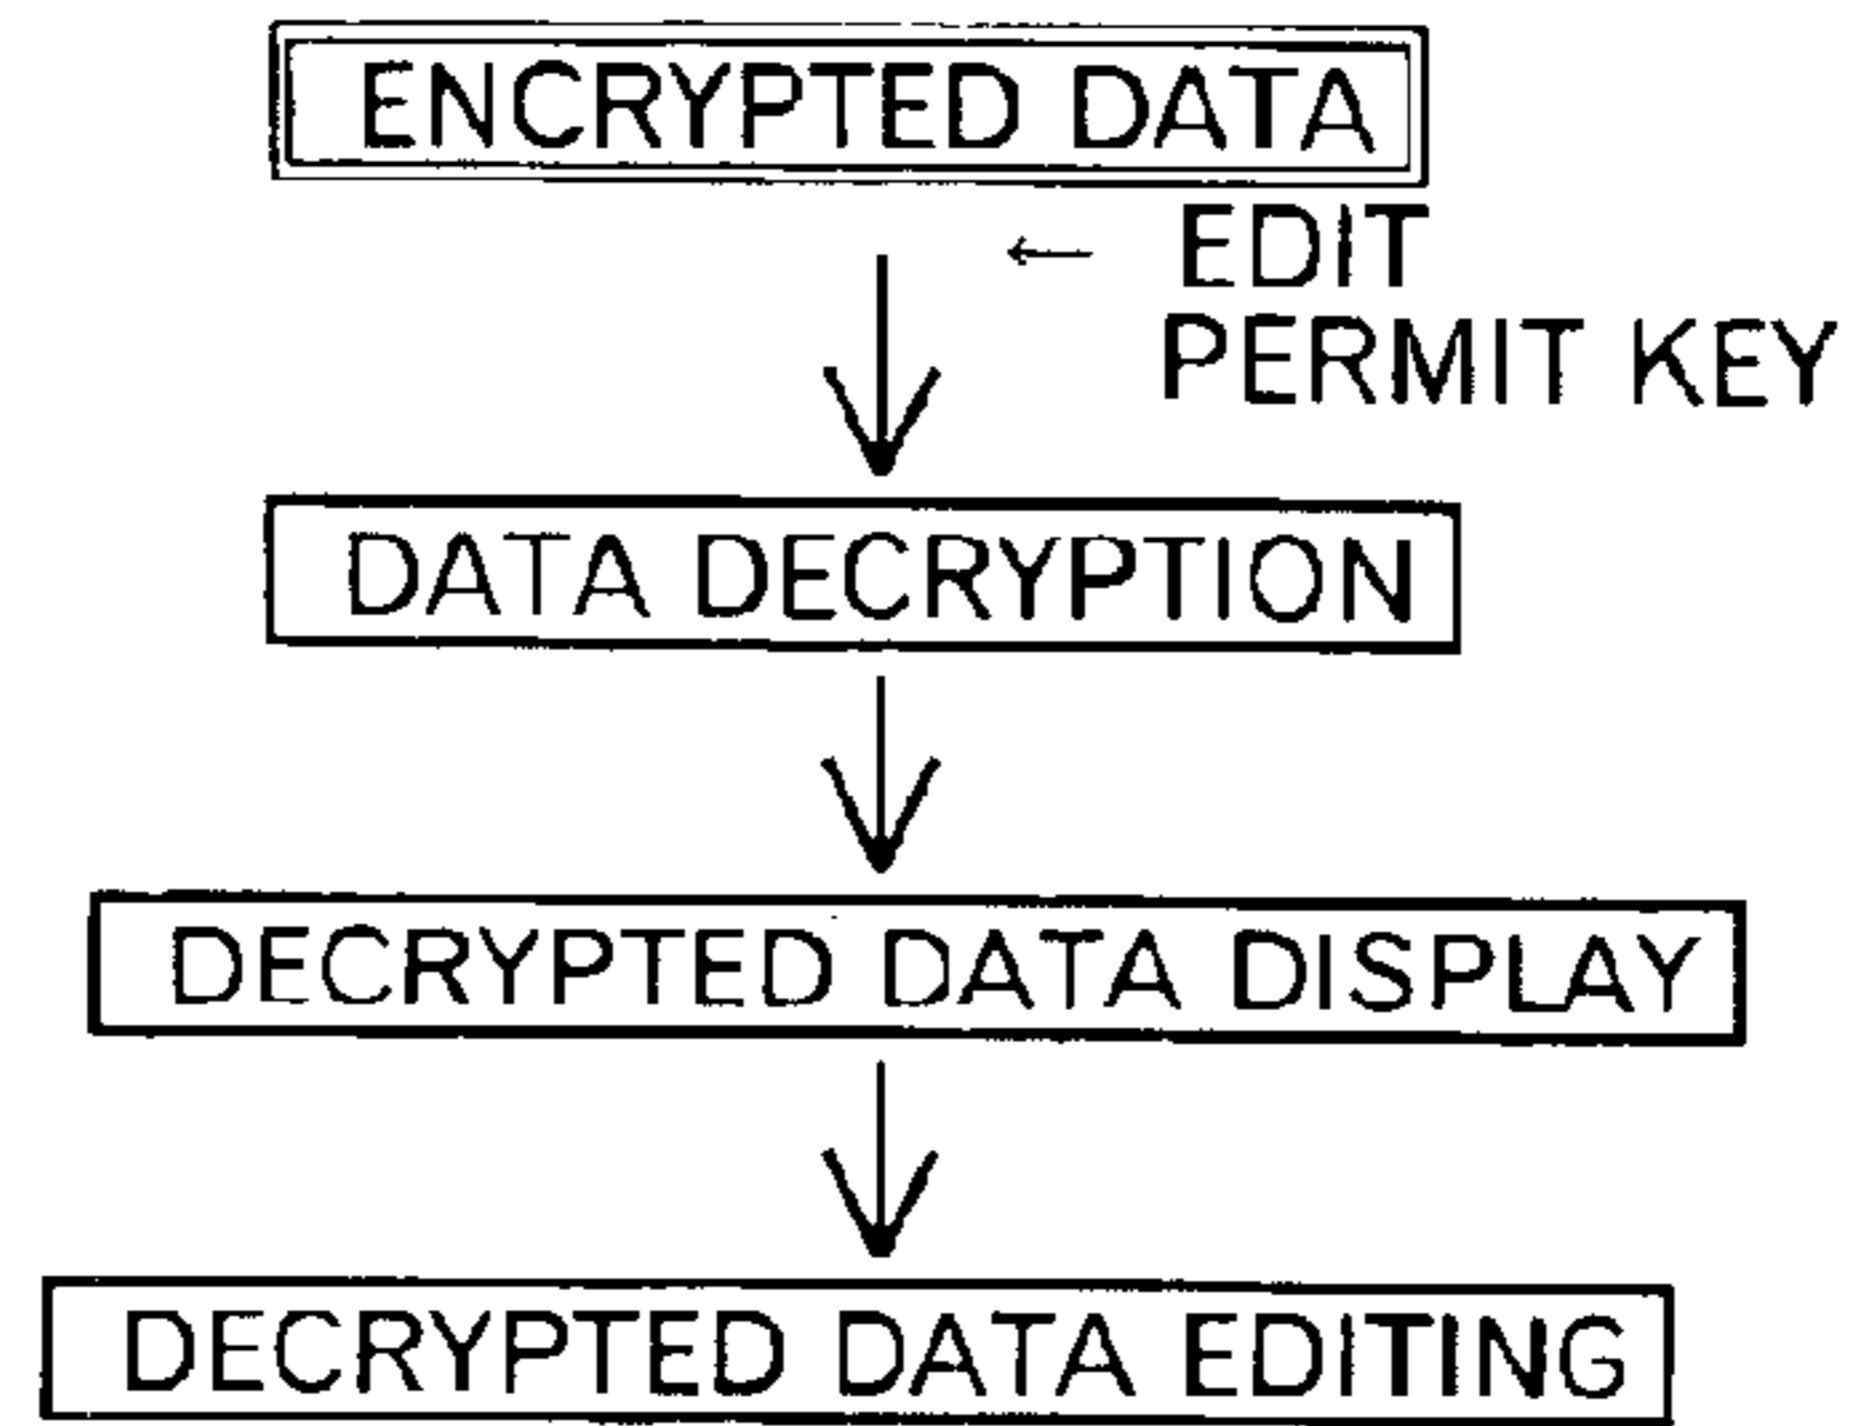 ENCRYPTED DATA
← EDIT
PERMIT KEY
DATA DECRYPTION
DECRYPTED DATA DISPLAY
DECRYPTED DATA EDITING